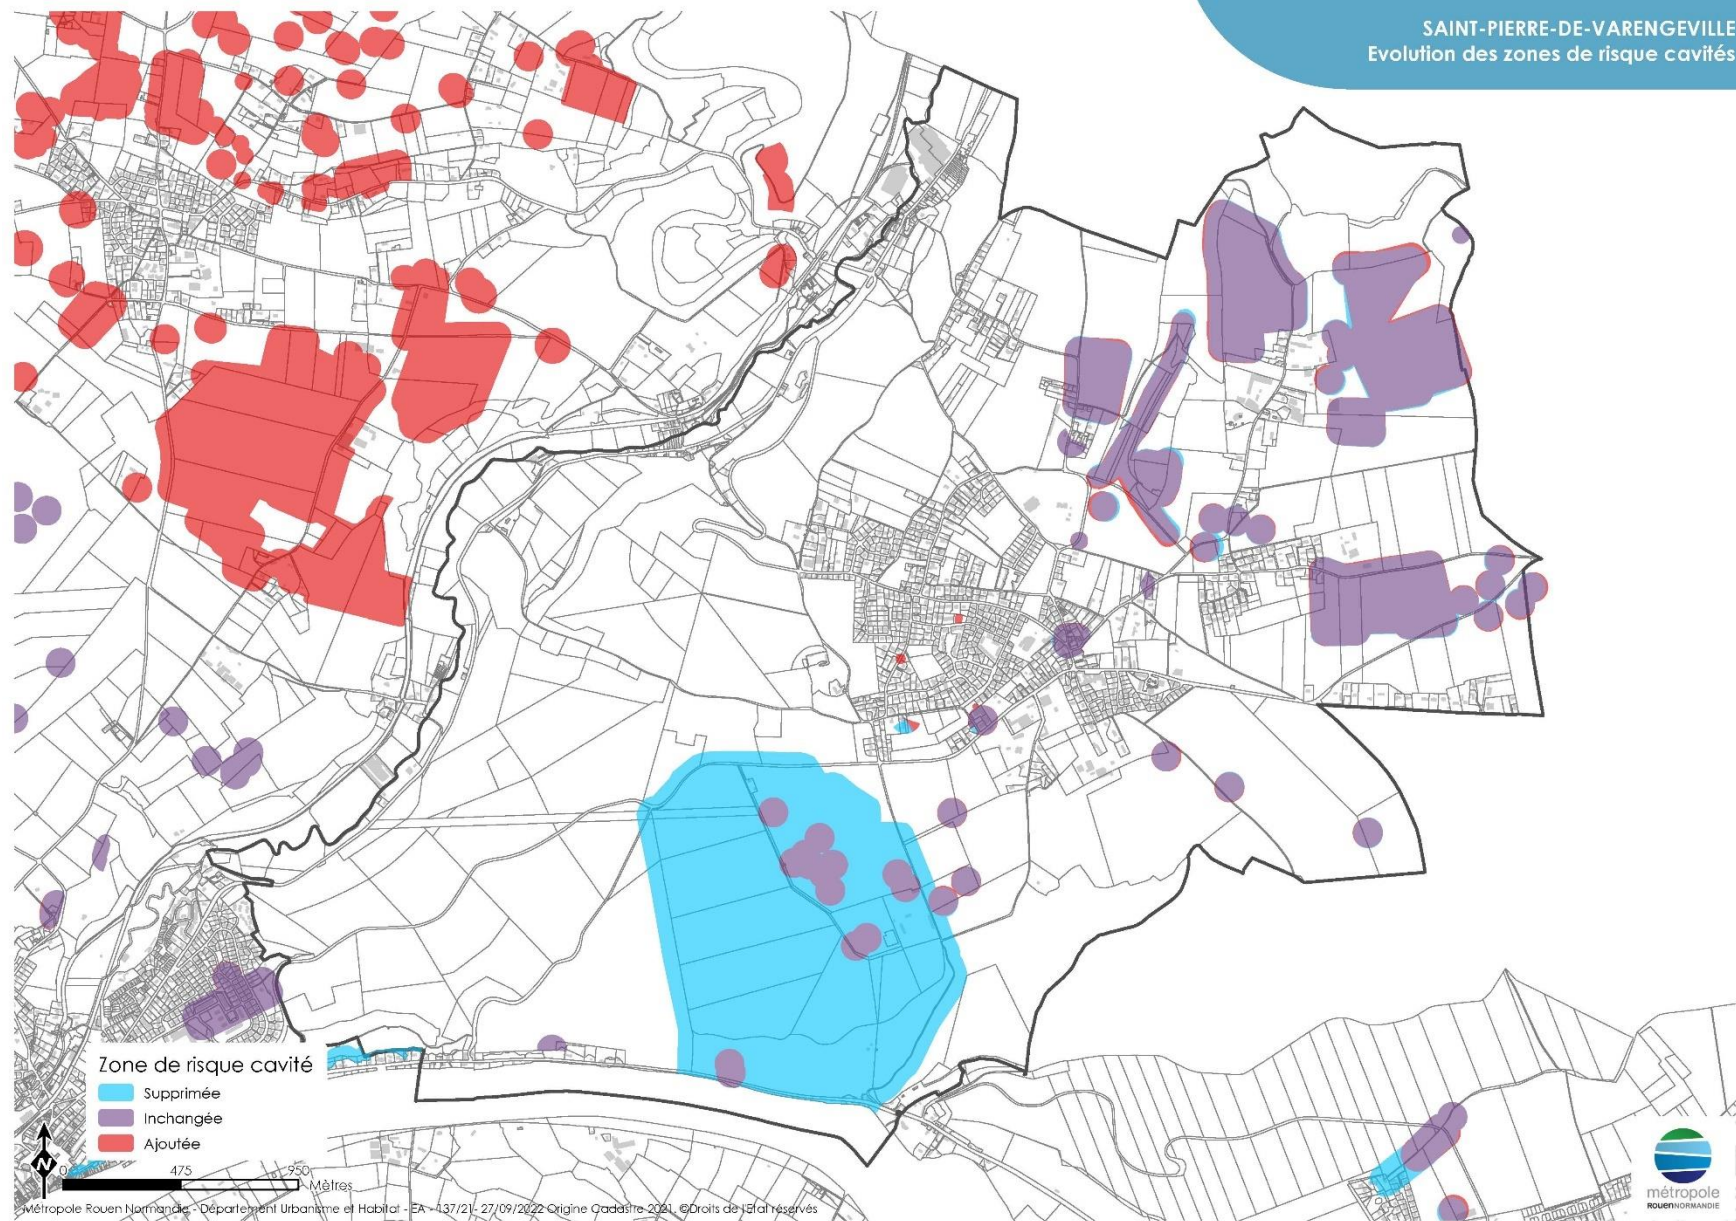 SAINT-PIERRE-DE-VARENGEVILLE
Evolution des zones de risque cavités
Zone de risque cavité
Supprimée
Inchangée
Ajoutée
N
0 475 950
Mètres
Métropole Rouen Normandie - Département Urbanisme et Habitat - EA - 137/21- 27/09/2022 Origine Cadastre 2021. ©Droits de l'Etat réservés
métropole
ROUENNORMANDIE